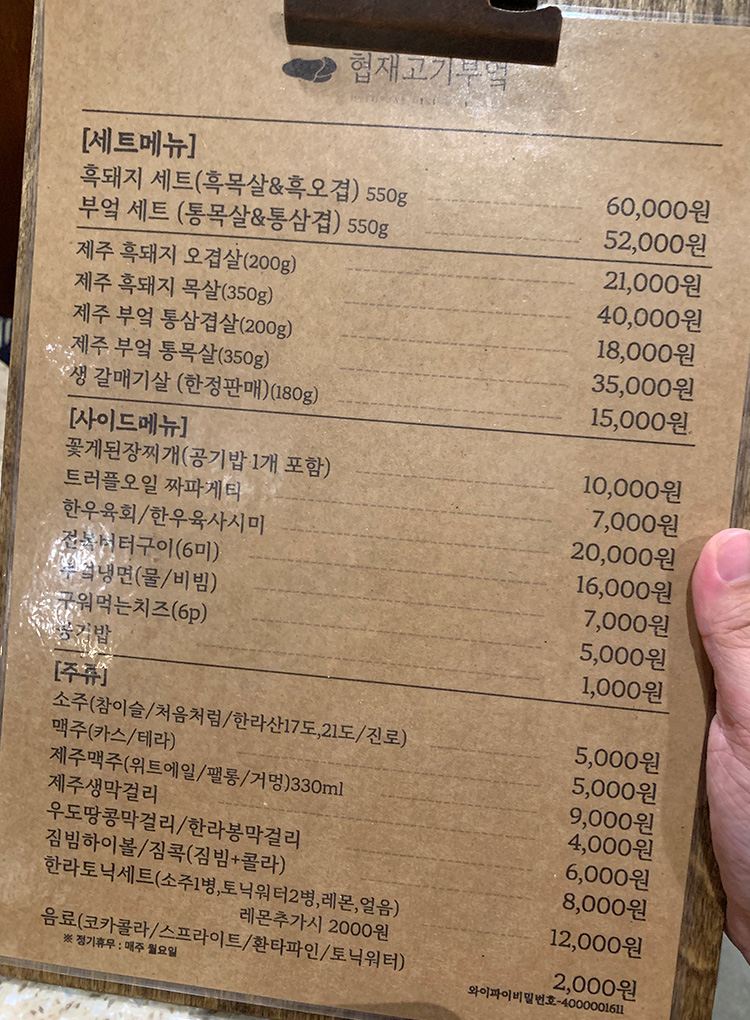 협재고기부엌
[세트메뉴]
흑돼지 세트(흑목살&흑오겹) 550g 60,000원
부엌 세트 (통목살&통삼겹) 550g 52,000원
제주 흑돼지 오겹살(200g) 21,000원
제주 흑돼지 목살(350g) 40,000원
제주 부엌 통삼겹살(200g) 18,000원
제주 부엌 통목살(350g) 35,000원
생 갈매기살 (한정판매)(180g) 15,000원
[사이드메뉴]
꽃게된장찌개(공기밥 1개 포함) 10,000원
트러플오일 짜파게티 7,000원
한우육회/한우육사시미 20,000원
전복버터구이(6미) 16,000원
부엌냉면(물/비빔) 7,000원
구워먹는치즈(6p) 5,000원
공기밥 1,000원
[주류]
소주(참이슬/처음처럼/한라산17도,21도/진로) 5,000원
맥주(카스/테라) 5,000원
제주맥주(위트에일/팰롱/거멍)330ml 9,000원
제주생막걸리 4,000원
우도땅콩막걸리/한라봉막걸리 6,000원
짐빔하이볼/짐콕(짐빔+콜라) 8,000원
한라토닉세트(소주1병,토닉워터2병,레몬,얼음) 12,000원
레몬추가시 2000원
음료(코카콜라/스프라이트/환타파인/토닉워터) 2,000원
※ 정기휴무 : 매주 월요일
와이파이비밀번호-4000001611